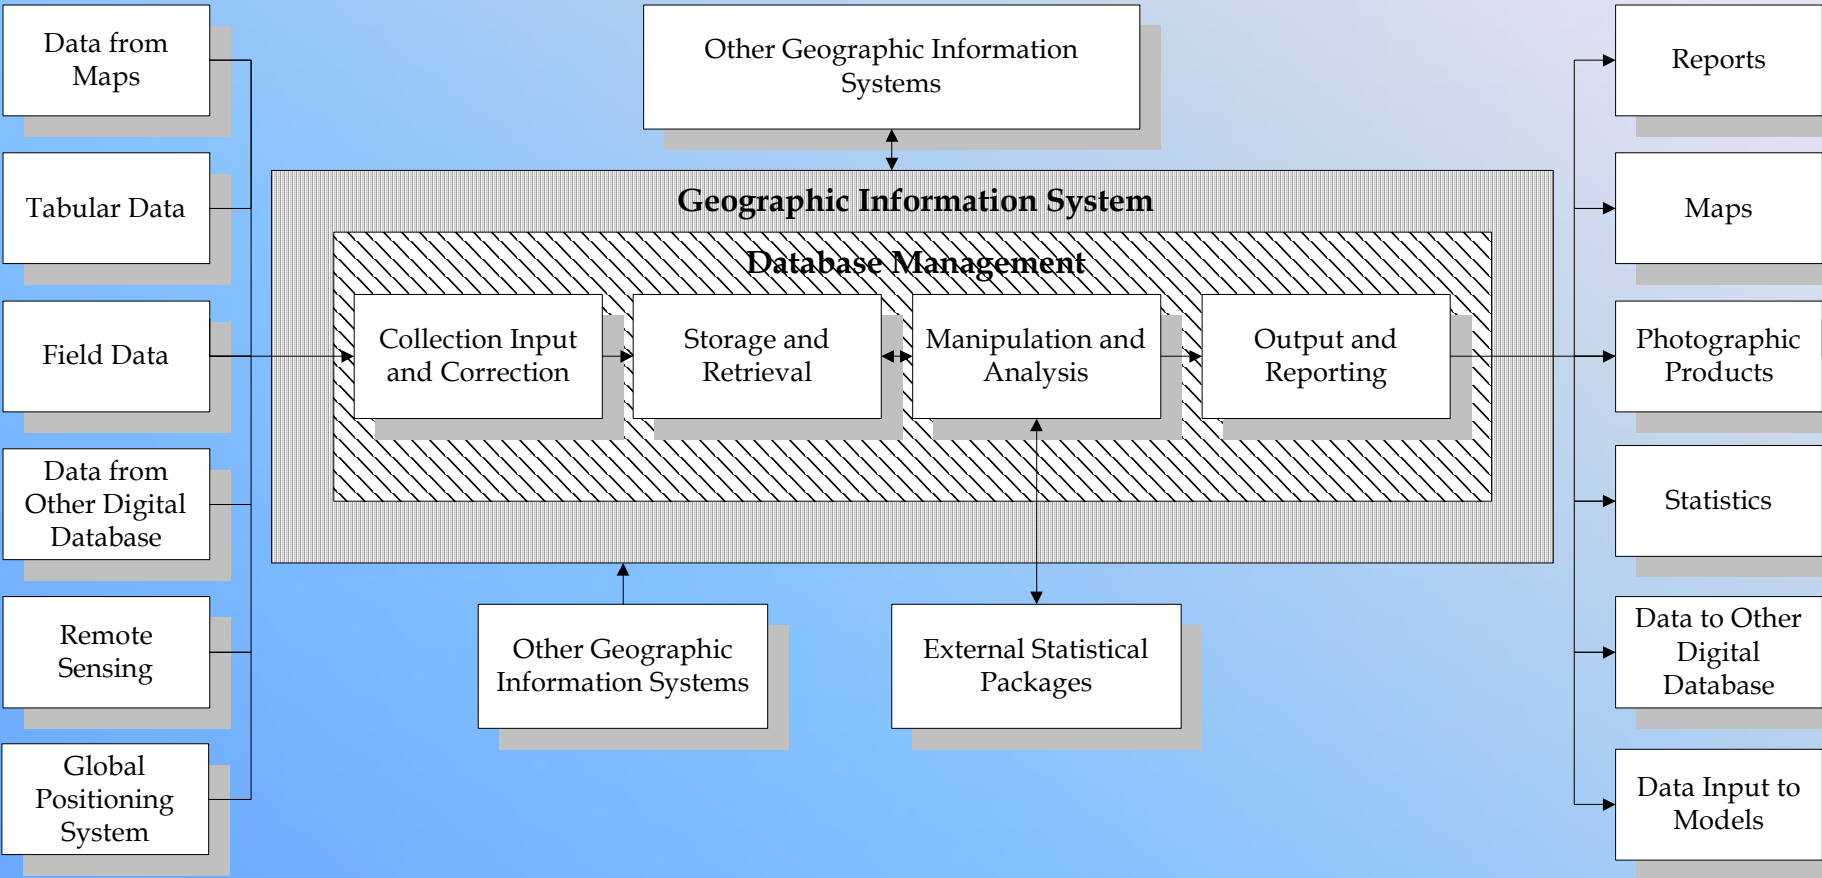 Data from
Maps
Tabular Data
Field Data
Data from
Other Digital
Database
Remote
Sensing
Global
Positioning
System
Other Geographic Information
Systems
Geographic Information System
Database Management
Collection Input
and Correction
Storage and
Retrieval
Manipulation and
Analysis
Output and
Reporting
Other Geographic
Information Systems
External Statistical
Packages
Reports
Maps
Photographic
Products
Statistics
Data to Other
Digital
Database
Data Input to
Models